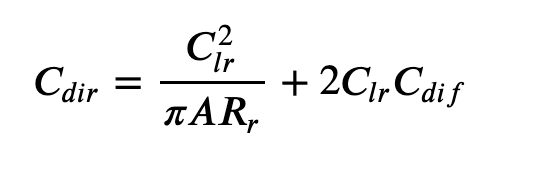 C_{dir} = \frac{C_{lr}^2}{\pi AR_r} + 2C_{lr}C_{dif}